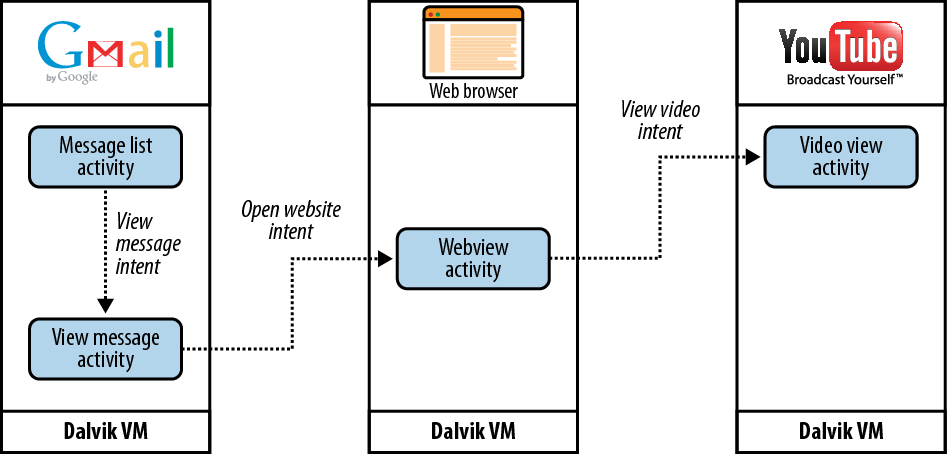 Gmail
by Google
Message list
activity
View
message
intent
View message
activity
Dalvik VM
Open website
intent
Web browser
Webview
activity
Dalvik VM
View video
intent
YouTube
Broadcast Yourself™
Video view
activity
Dalvik VM